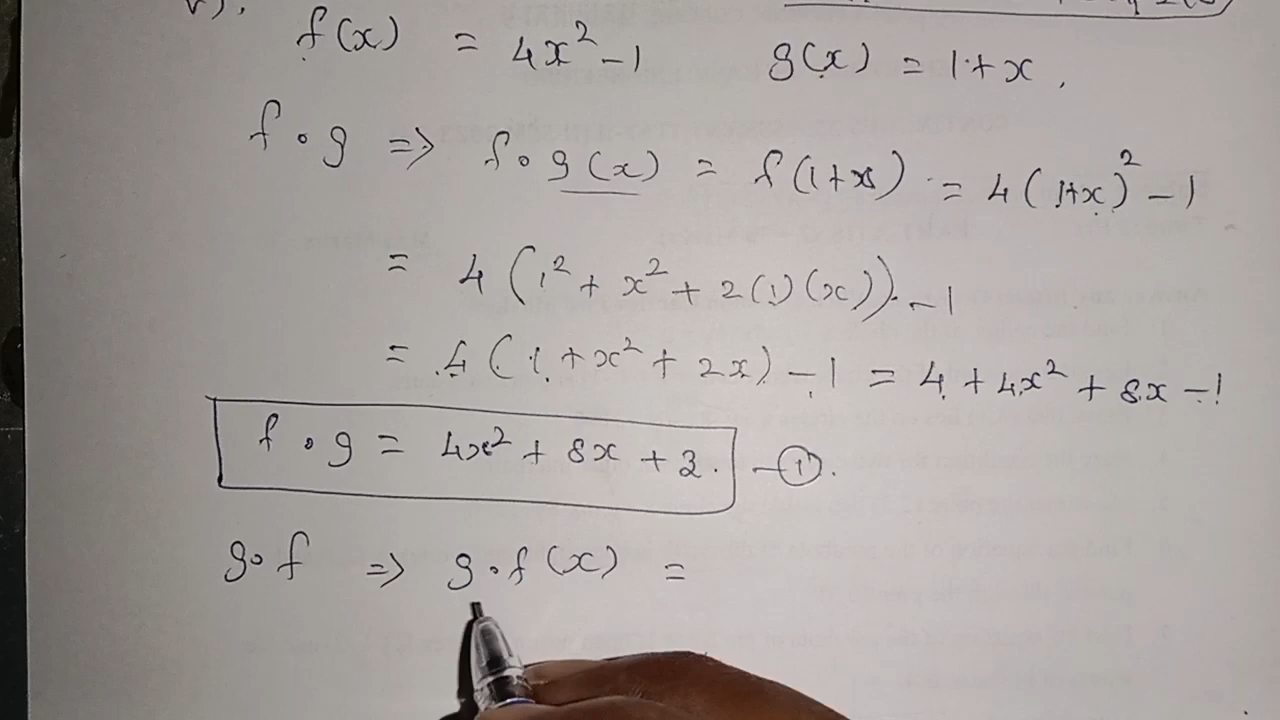 v).
f(x) = 4x² - 1 g(x) = 1 + x,
f∘g ⇒ f∘g(x) = f(1+x) = 4(1+x)² - 1
= 4(1² + x² + 2(1)(x)) - 1
= 4(1 + x² + 2x) - 1 = 4 + 4x² + 8x - 1
f∘g = 4x² + 8x + 3. - ①.
g∘f ⇒ g∘f(x) =